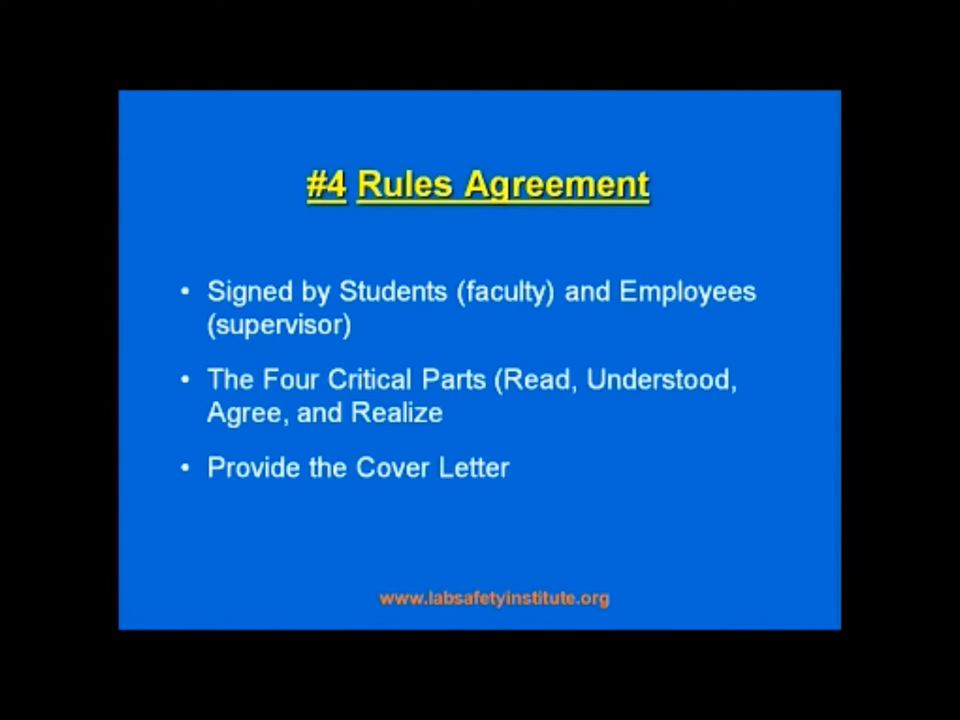 #4 Rules Agreement
• Signed by Students (faculty) and Employees
(supervisor)
• The Four Critical Parts (Read, Understood,
Agree, and Realize
• Provide the Cover Letter
www.labsafetyinstitute.org